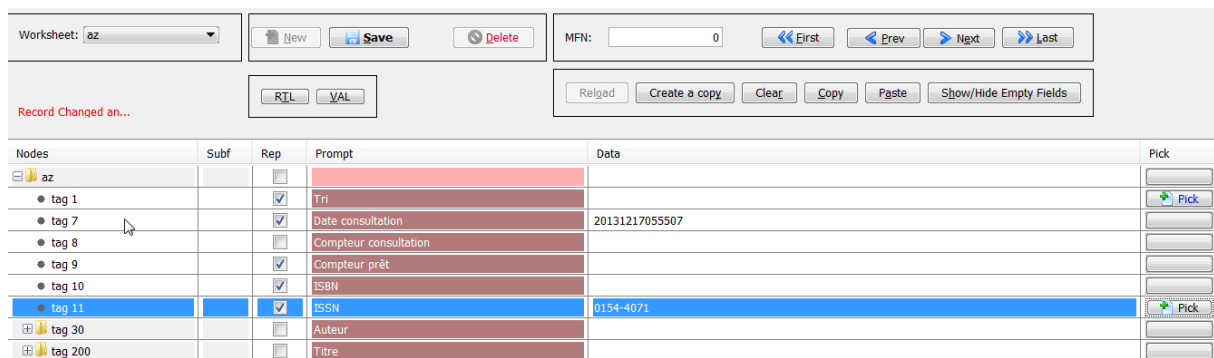 Worksheet: az New Save Delete MFN: 0 First Prev Next Last
RTL VAL Reload Create a copy Clear Copy Paste Show/Hide Empty Fields
Record Changed an...
Nodes Subf Rep Prompt Data Pick
az
tag 1 Tri Pick
tag 7 Date consultation 20131217055507
tag 8 Compteur consultation
tag 9 Compteur prêt
tag 10 ISBN
tag 11 ISSN 0154-4071 Pick
tag 30 Auteur
tag 200 Titre